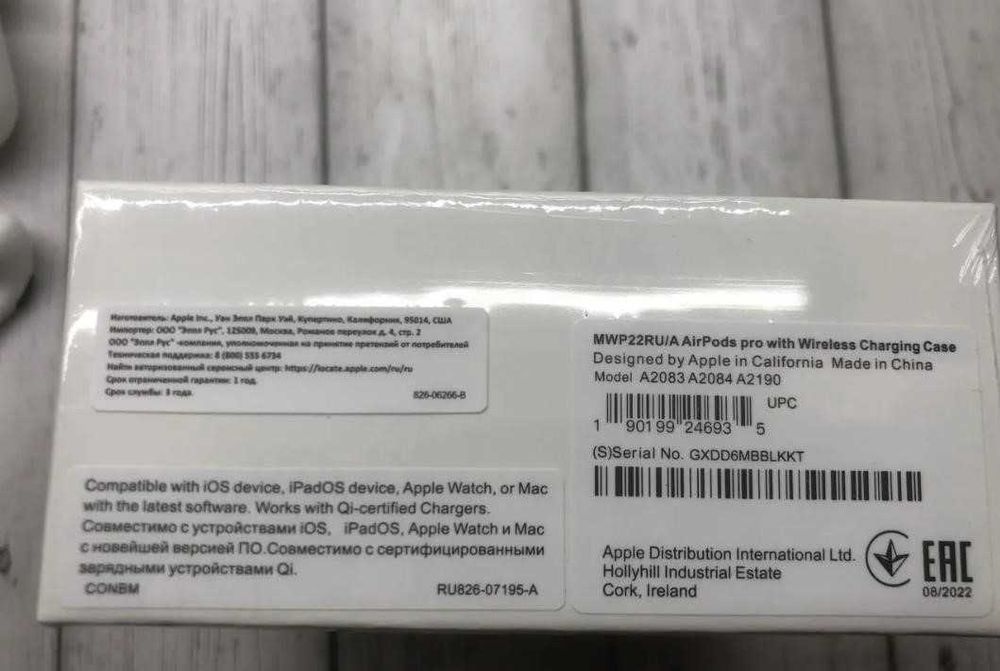 Изготовитель: Apple Inc., Уан Эппл Парк Уэй, Купертино, Калифорния, 95014, США
Импортер: ООО "Эппл Рус", 125009, Москва, Романов переулок д. 4, стр. 2
ООО "Эппл Рус" -компания, уполномоченная на принятие претензий от потребителей
Техническая поддержка: 8 (800) 555 6734
Найти авторизованный сервисный центр: https://locate.apple.com/ru/ru
Срок ограниченной гарантии: 1 год.
Срок службы: 3 года.
826-06266-B
Compatible with iOS device, iPadOS device, Apple Watch, or Mac
with the latest software. Works with Qi-certified Chargers.
Совместимо с устройствами iOS, iPadOS, Apple Watch и Mac
с новейшей версией ПО.Совместимо с сертифицированными
зарядными устройствами Qi.
CONBM
RU826-07195-A
MWP22RU/A AirPods pro with Wireless Charging Case
Designed by Apple in California Made in China
Model A2083 A2084 A2190
UPC
1 90199 24693 5
(S)Serial No. GXDD6MBBLKKT
Apple Distribution International Ltd.
Hollyhill Industrial Estate
Cork, Ireland
EAC
08/2022